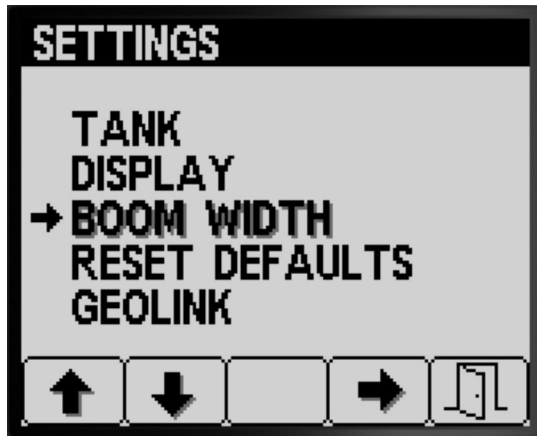 SETTINGS
TANK
DISPLAY
BOOM WIDTH
RESET DEFAULTS
GEOLINK